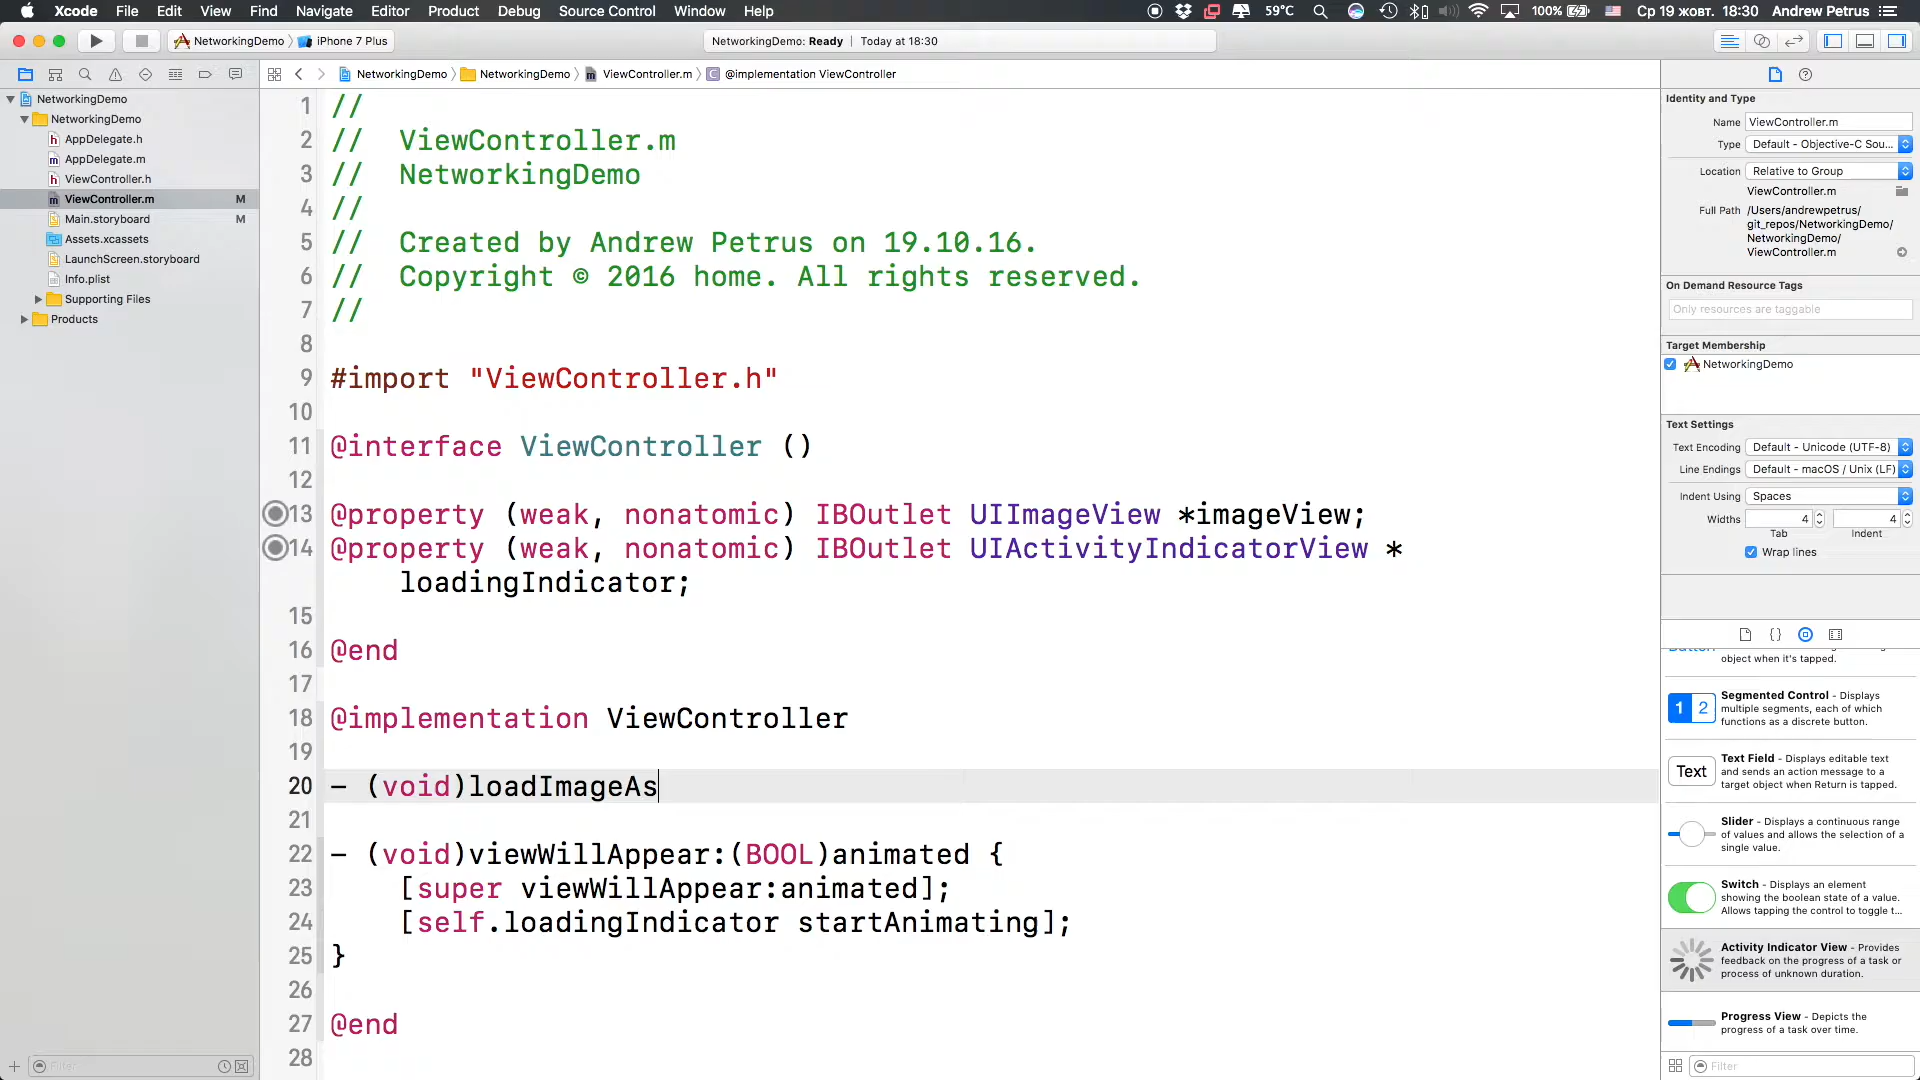 Xcode File Edit View Find Navigate Editor Product Debug Source Control Window Help 59°C 100% Ср 19 жовт. 18:30 Andrew Petrus
NetworkingDemo iPhone 7 Plus NetworkingDemo: Ready | Today at 18:30
NetworkingDemo NetworkingDemo ViewController.m @implementation ViewController
NetworkingDemo
NetworkingDemo
AppDelegate.h
AppDelegate.m
ViewController.h
ViewController.m M
Main.storyboard M
Assets.xcassets
LaunchScreen.storyboard
Info.plist
Supporting Files
Products
Filter
1 //
2 //  ViewController.m
3 //  NetworkingDemo
4 //
5 //  Created by Andrew Petrus on 19.10.16.
6 //  Copyright © 2016 home. All rights reserved.
7 //
8
9 #import "ViewController.h"
10
11 @interface ViewController ()
12
13 @property (weak, nonatomic) IBOutlet UIImageView *imageView;
14 @property (weak, nonatomic) IBOutlet UIActivityIndicatorView *
loadingIndicator;
15
16 @end
17
18 @implementation ViewController
19
20 - (void)loadImageAs
21
22 - (void)viewWillAppear:(BOOL)animated {
23     [super viewWillAppear:animated];
24     [self.loadingIndicator startAnimating];
25 }
26
27 @end
28
Identity and Type
Name ViewController.m
Type Default - Objective-C Sou...
Location Relative to Group
ViewController.m
Full Path /Users/andrewpetrus/
git_repos/NetworkingDemo/
NetworkingDemo/
ViewController.m
On Demand Resource Tags
Only resources are taggable
Target Membership
NetworkingDemo
Text Settings
Text Encoding Default - Unicode (UTF-8)
Line Endings Default - macOS / Unix (LF)
Indent Using Spaces
Widths 4 4
Tab Indent
Wrap lines
object when it's tapped.
1 2
Segmented Control - Displays
multiple segments, each of which
functions as a discrete button.
Text
Text Field - Displays editable text
and sends an action message to a
target object when Return is tapped.
Slider - Displays a continuous range
of values and allows the selection of a
single value.
Switch - Displays an element
showing the boolean state of a value.
Allows tapping the control to toggle t...
Activity Indicator View - Provides
feedback on the progress of a task or
process of unknown duration.
Progress View - Depicts the
progress of a task over time.
Filter